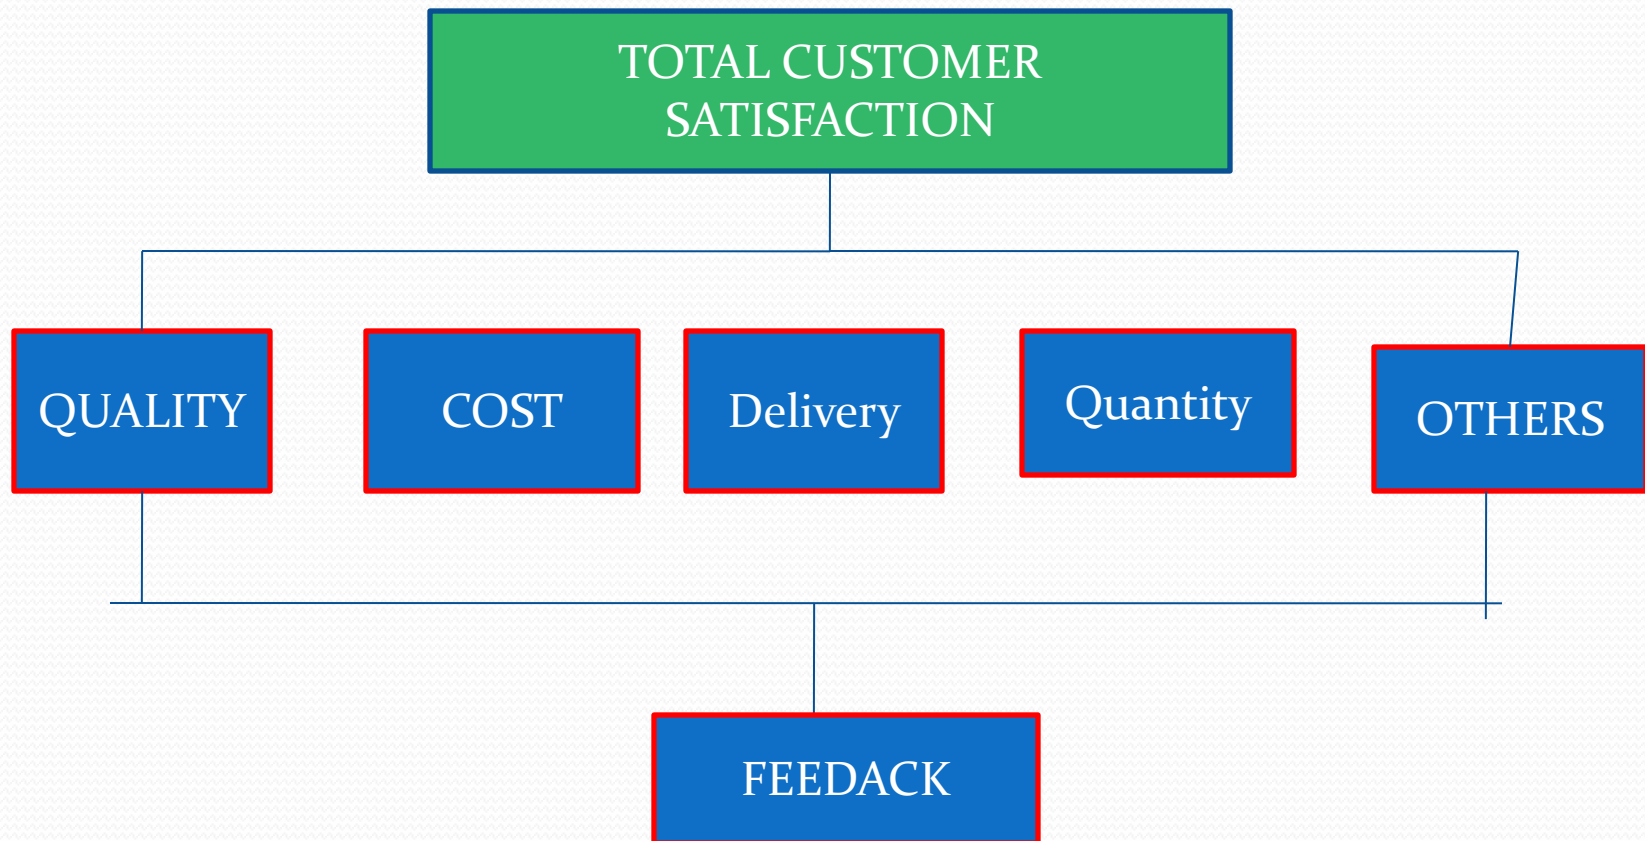 TOTAL CUSTOMER
SATISFACTION
QUALITY
COST
Delivery
Quantity
OTHERS
FEEDACK